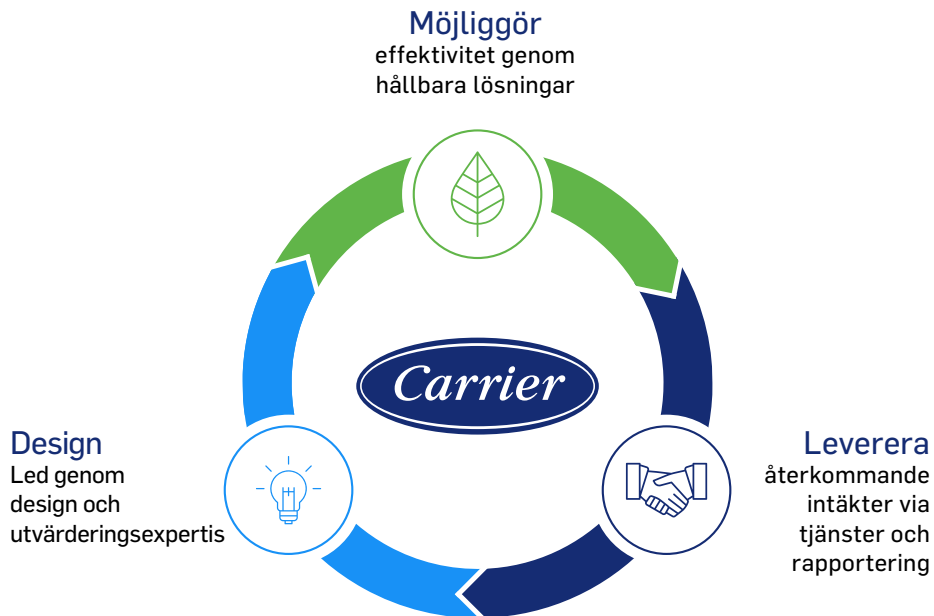 Möjliggör
effektivitet genom
hållbara lösningar
Carrier
Design
Led genom
design och
utvärderingsexpertis
Leverera
återkommande
intäkter via
tjänster och
rapportering